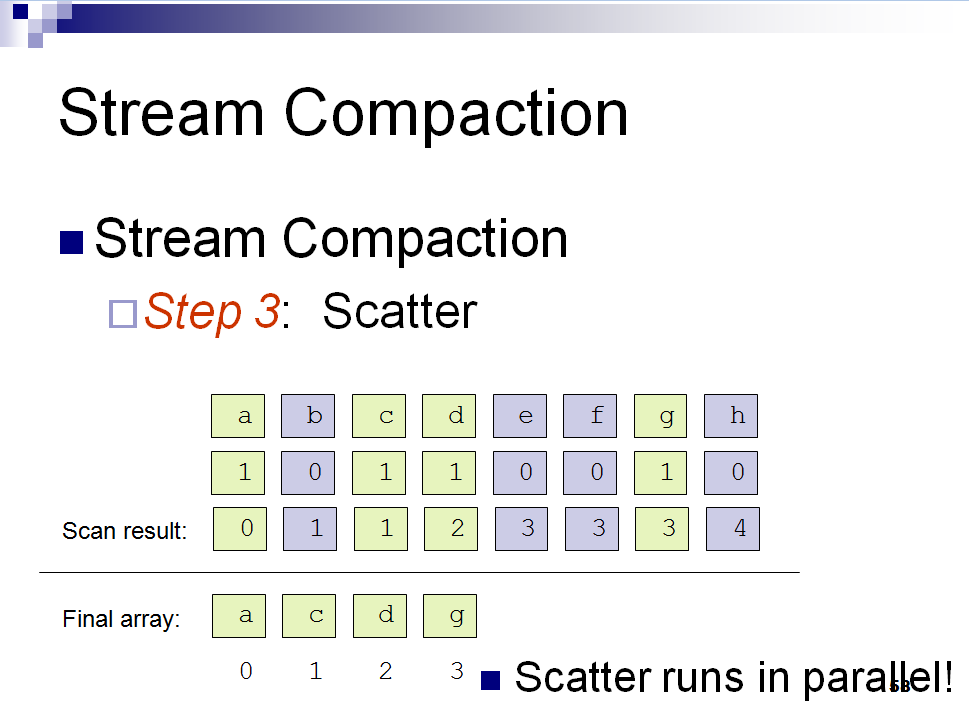 Stream Compaction
Stream Compaction
Step 3: Scatter
a b c d e f g h
1 0 1 1 0 0 1 0
Scan result: 0 1 1 2 3 3 3 4
Final array: a c d g
0 1 2 3
Scatter runs in parallel!
53